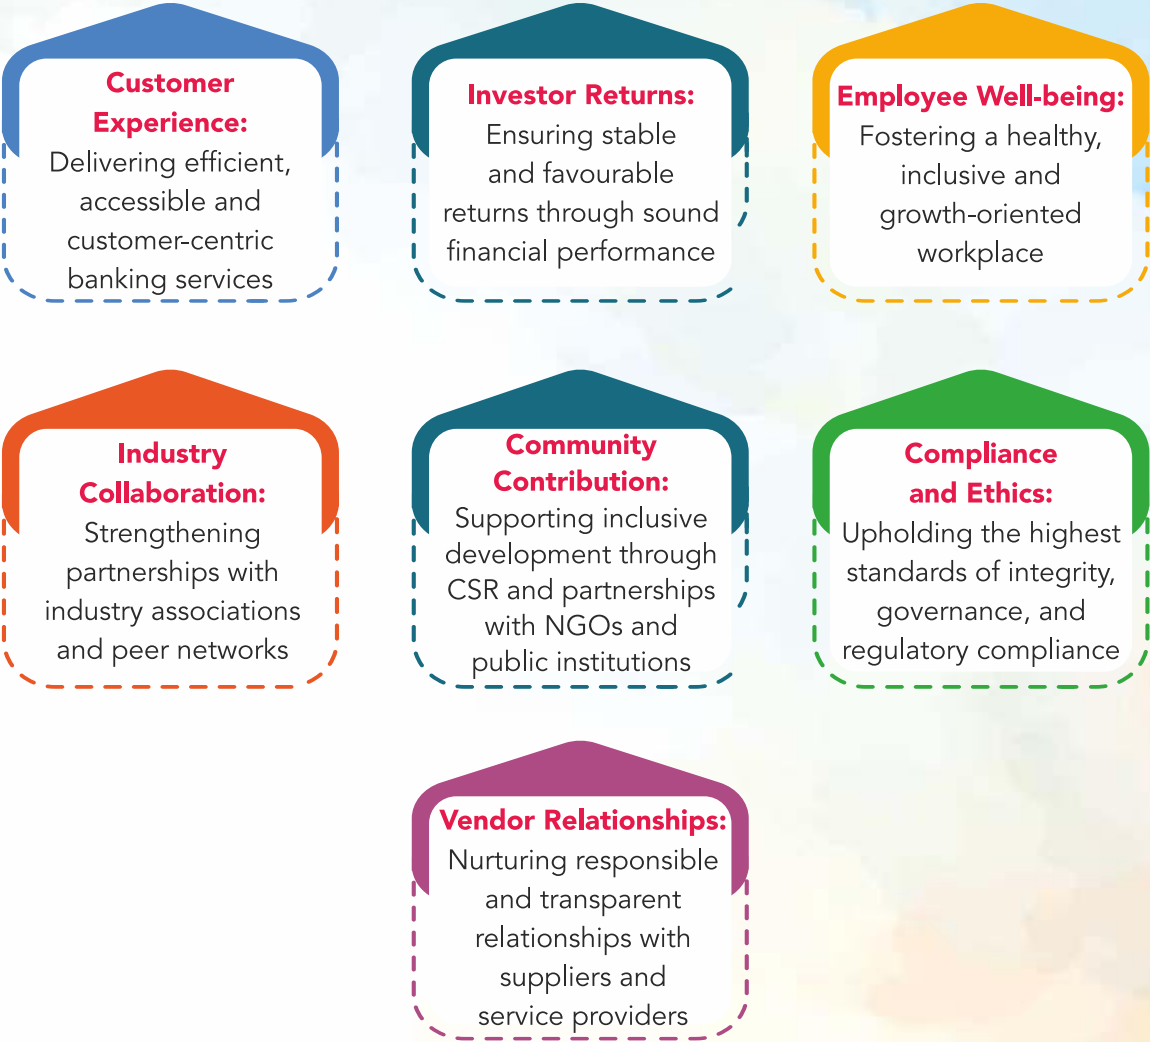 Customer
Experience:
Delivering efficient,
accessible and
customer-centric
banking services
Investor Returns:
Ensuring stable
and favourable
returns through sound
financial performance
Employee Well-being:
Fostering a healthy,
inclusive and
growth-oriented
workplace
Industry
Collaboration:
Strengthening
partnerships with
industry associations
and peer networks
Community
Contribution:
Supporting inclusive
development through
CSR and partnerships
with NGOs and
public institutions
Compliance
and Ethics:
Upholding the highest
standards of integrity,
governance, and
regulatory compliance
Vendor Relationships:
Nurturing responsible
and transparent
relationships with
suppliers and
service providers